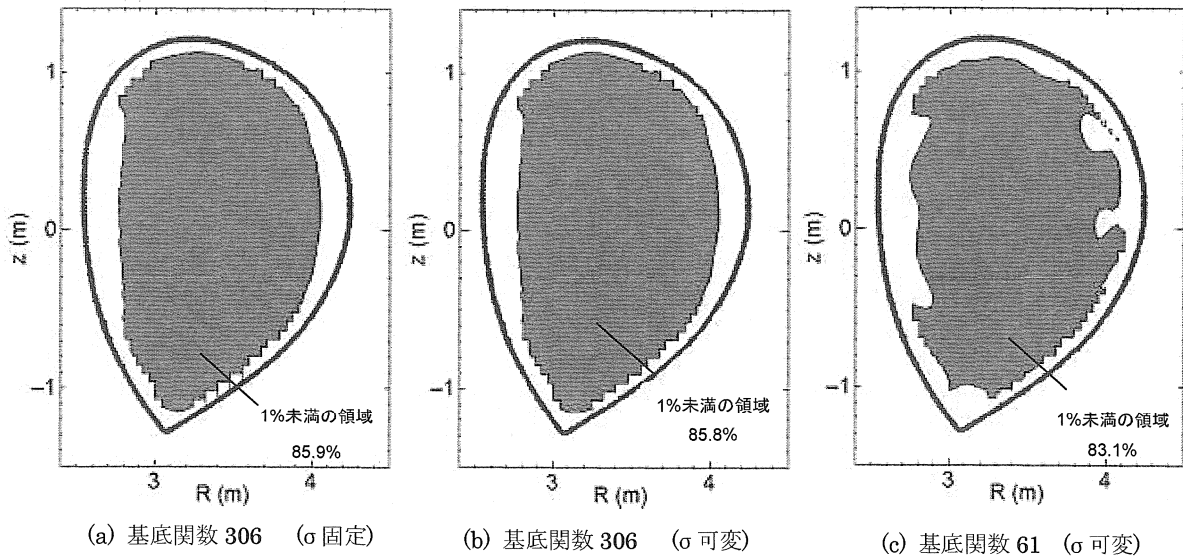 1
0
−1
z (m)
3
4
R (m)
1%未満の領域
85.9%
(a) 基底関数 306 (σ 固定)
1
0
−1
z (m)
3
4
R (m)
1%未満の領域
85.8%
(b) 基底関数 306 (σ 可変)
1
0
−1
z (m)
3
4
R (m)
1%未満の領域
83.1%
(c) 基底関数 61 (σ 可変)